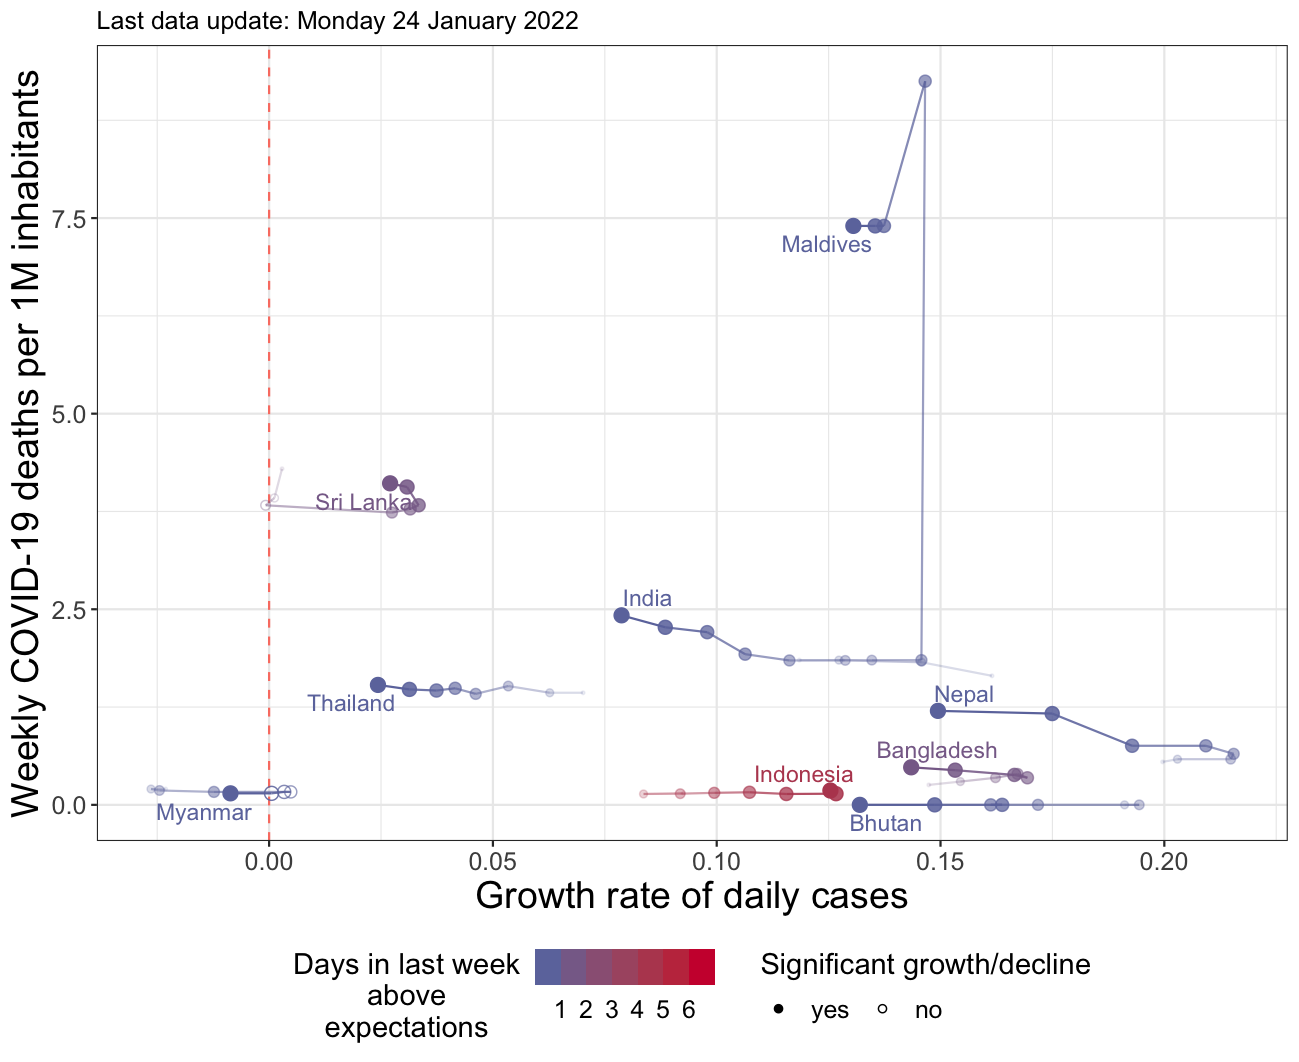 Last data update: Monday 24 January 2022
Weekly COVID-19 deaths per 1M inhabitants
7.5
5.0
2.5
0.0
Maldives
Sri Lanka
India
Thailand
Nepal
Bangladesh
Indonesia
Myanmar
Bhutan
0.00 0.05 0.10 0.15 0.20
Growth rate of daily cases
Days in last week
above
expectations
1 2 3 4 5 6
Significant growth/decline
yes no